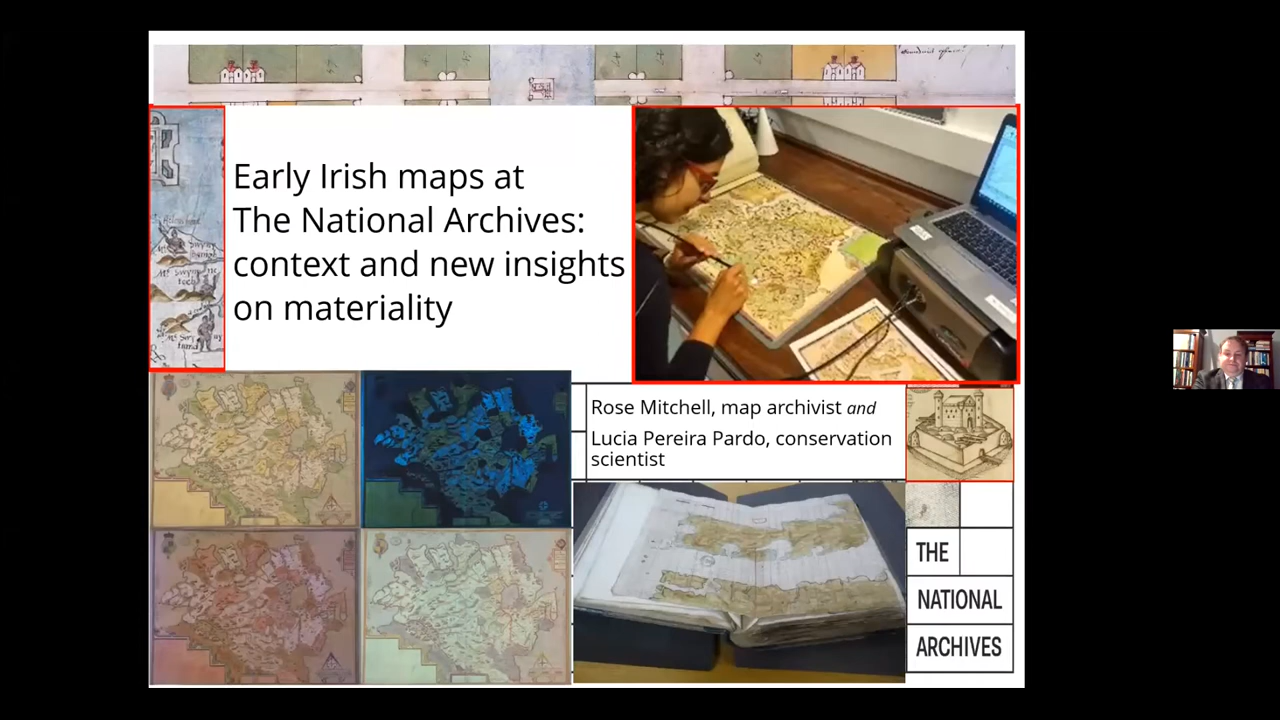 Early Irish maps at
The National Archives:
context and new insights
on materiality
Rose Mitchell, map archivist and
Lucia Pereira Pardo, conservation
scientist
THE
NATIONAL
ARCHIVES